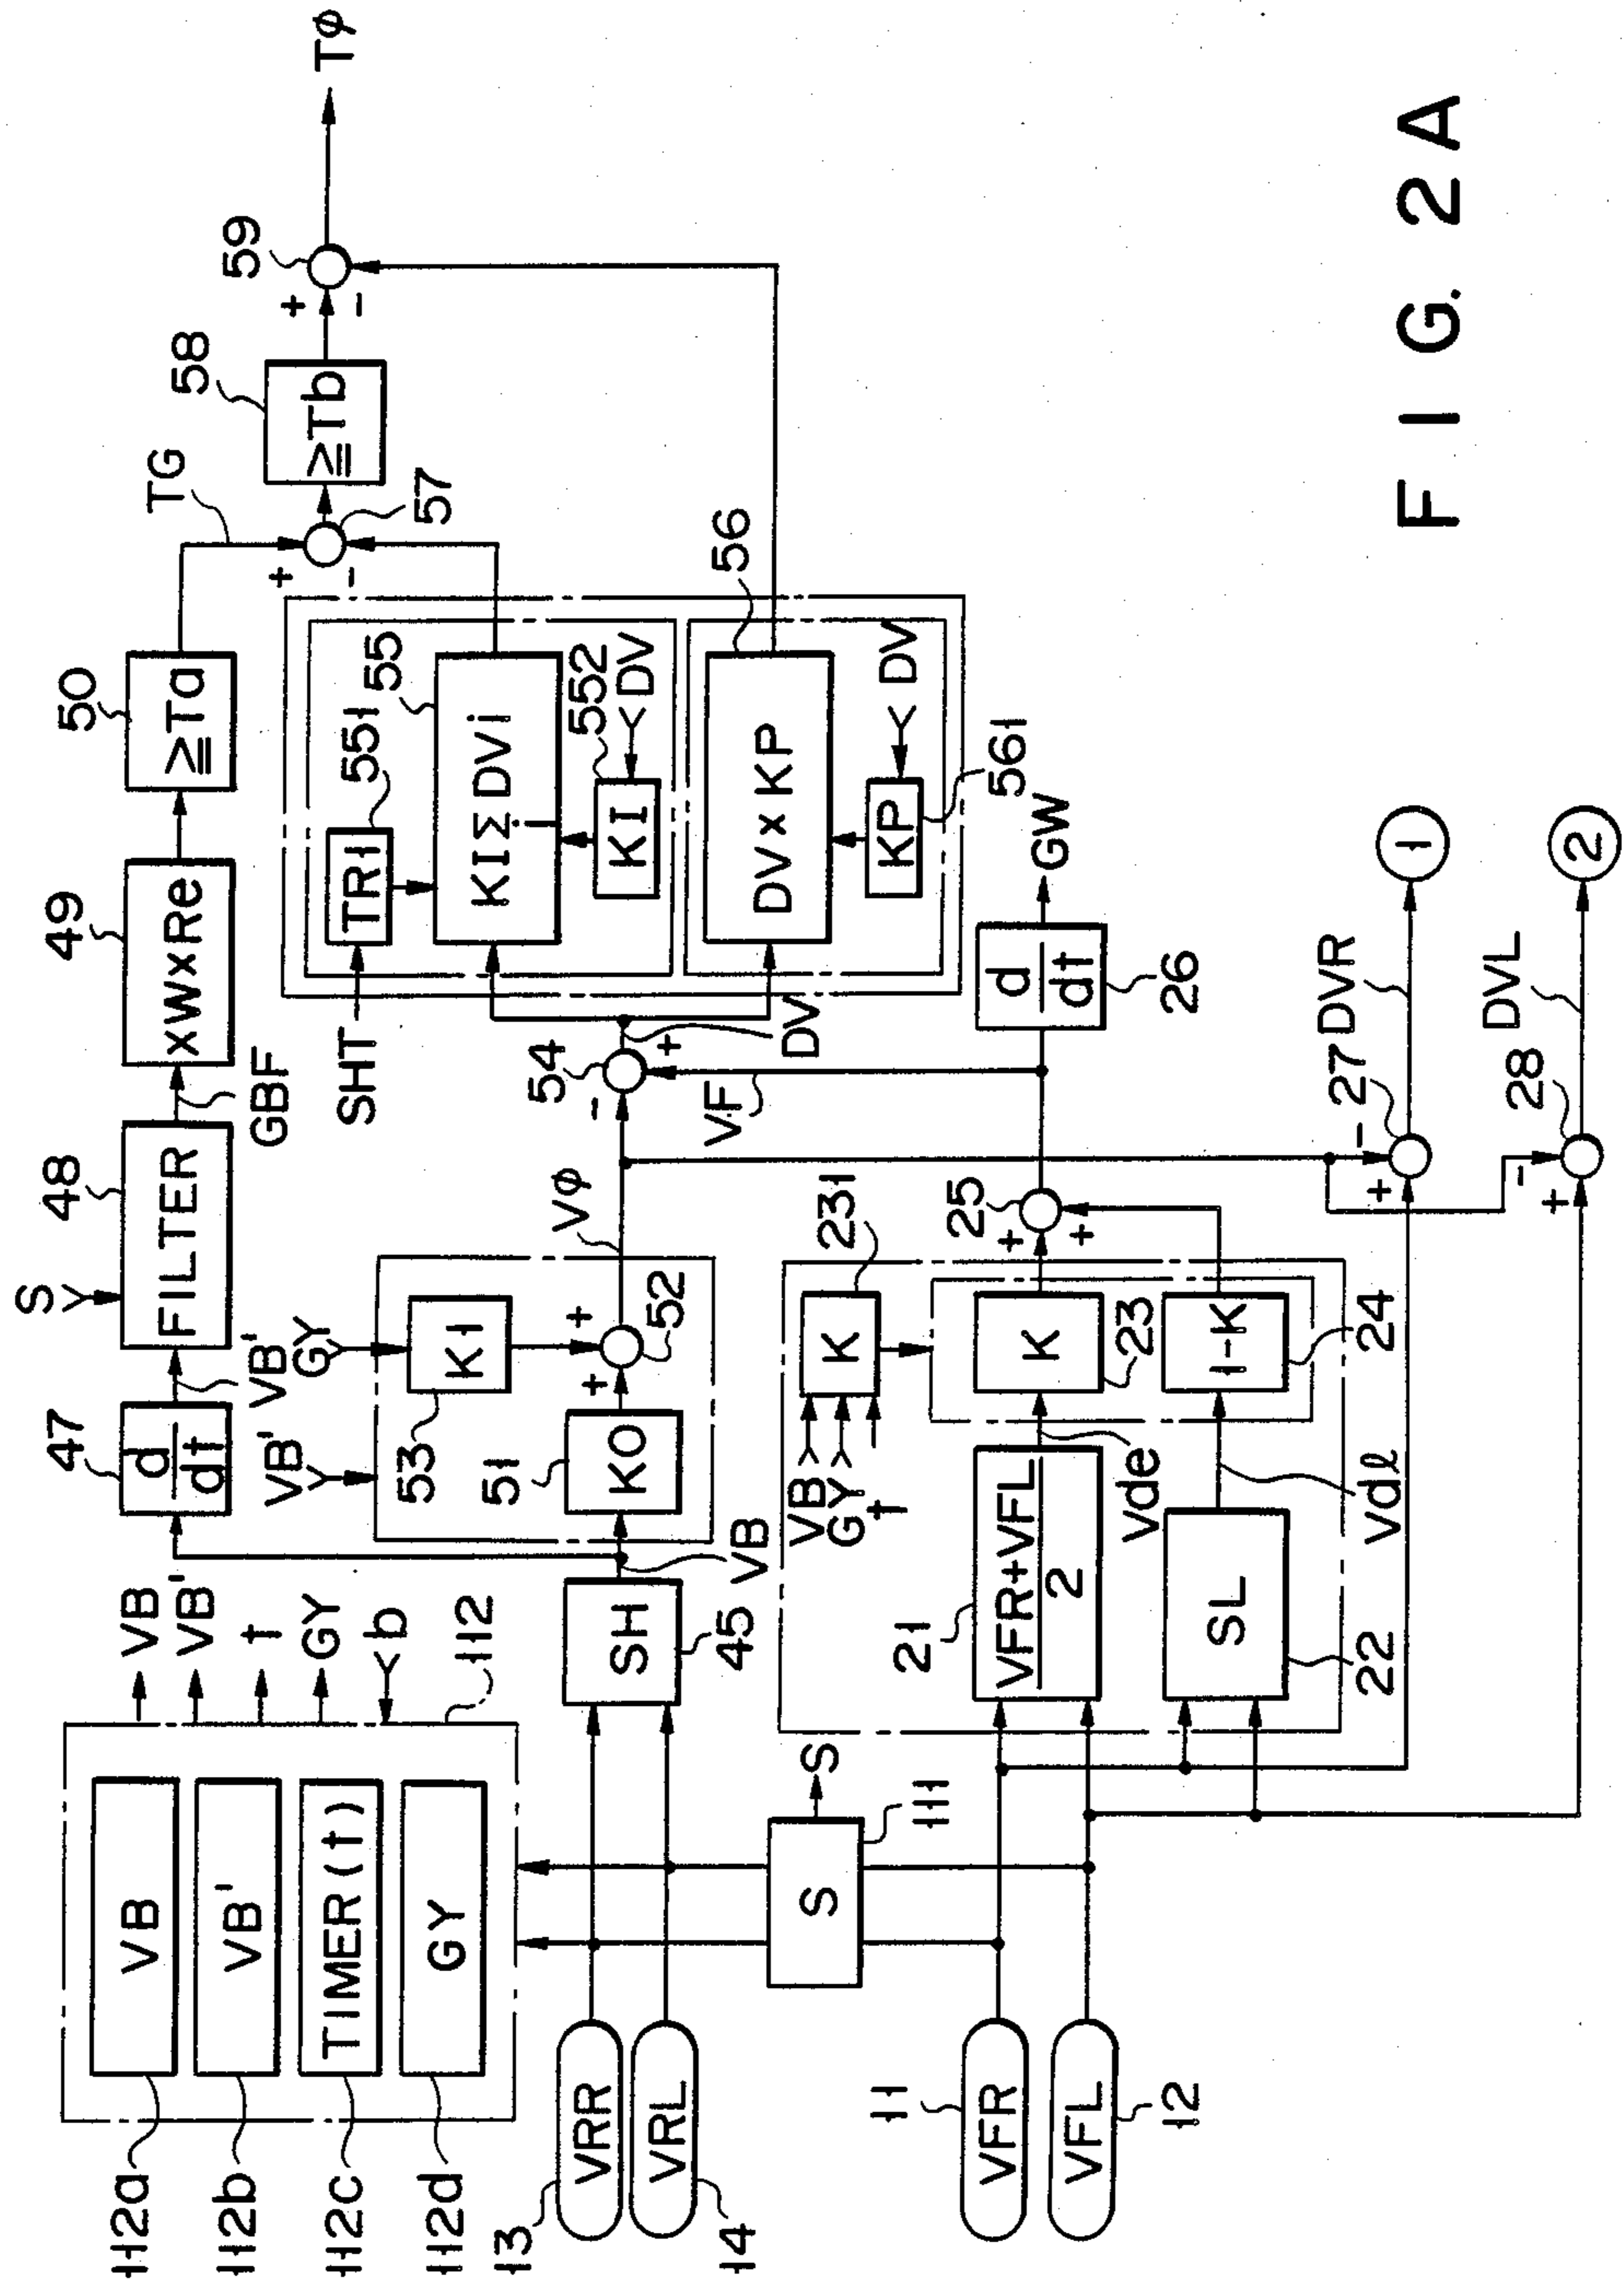 112a
VB
112b
VB'
112c
TIMER(t)
112d
GY
VB
VB'
t
GY
<b
112
47
d
dt
VB'
S
48
FILTER
GBF
49
xWxRe
50
≧Ta
TG
57
+
-
58
≧Tb
59
+
-
Tφ
13
VRR
VRL
14
SH
45
VB
VB'
GY
53
K1
51
KO
+
+
52
Vφ
54
-
+
DV
VF
SHT
TR1
551
KIΣDVi
i
55
KI
552
<DV
DV x KP
56
KP
561
<DV
S
S
111
11
VFR
VFL
12
21
VFR+VFL
2
Vde
SL
22
Vdℓ
VB
GY
t
K
231
K
23
1-K
24
25
+
+
d
dt
26
GW
27
-
+
DVR
1
28
-
+
DVL
2
FIG. 2A